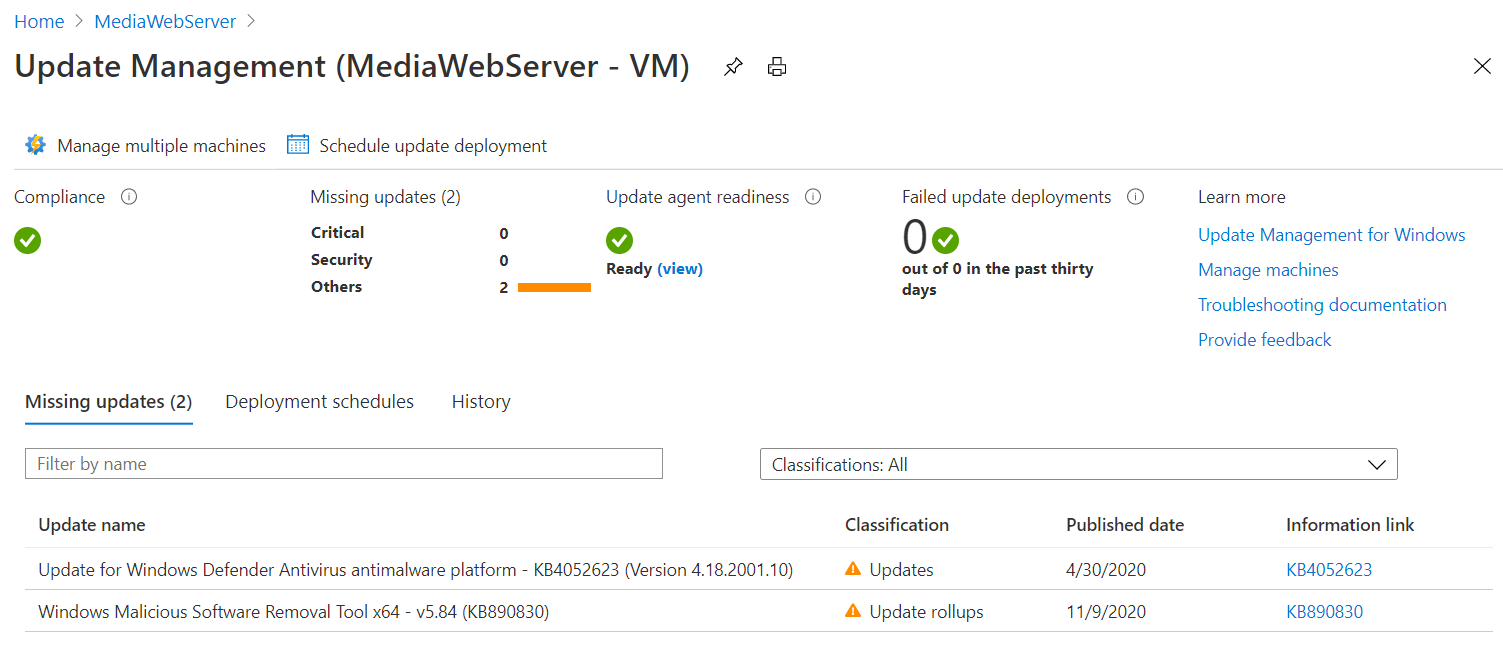 Home > MediaWebServer >
Update Management (MediaWebServer - VM)
Manage multiple machines Schedule update deployment
Compliance
Missing updates (2)
Critical 0
Security 0
Others 2
Update agent readiness
Ready (view)
Failed update deployments
0
out of 0 in the past thirty
days
Learn more
Update Management for Windows
Manage machines
Troubleshooting documentation
Provide feedback
Missing updates (2) Deployment schedules History
Filter by name Classifications: All
Update name Classification Published date Information link
Update for Windows Defender Antivirus antimalware platform - KB4052623 (Version 4.18.2001.10) Updates 4/30/2020 KB4052623
Windows Malicious Software Removal Tool x64 - v5.84 (KB890830) Update rollups 11/9/2020 KB890830